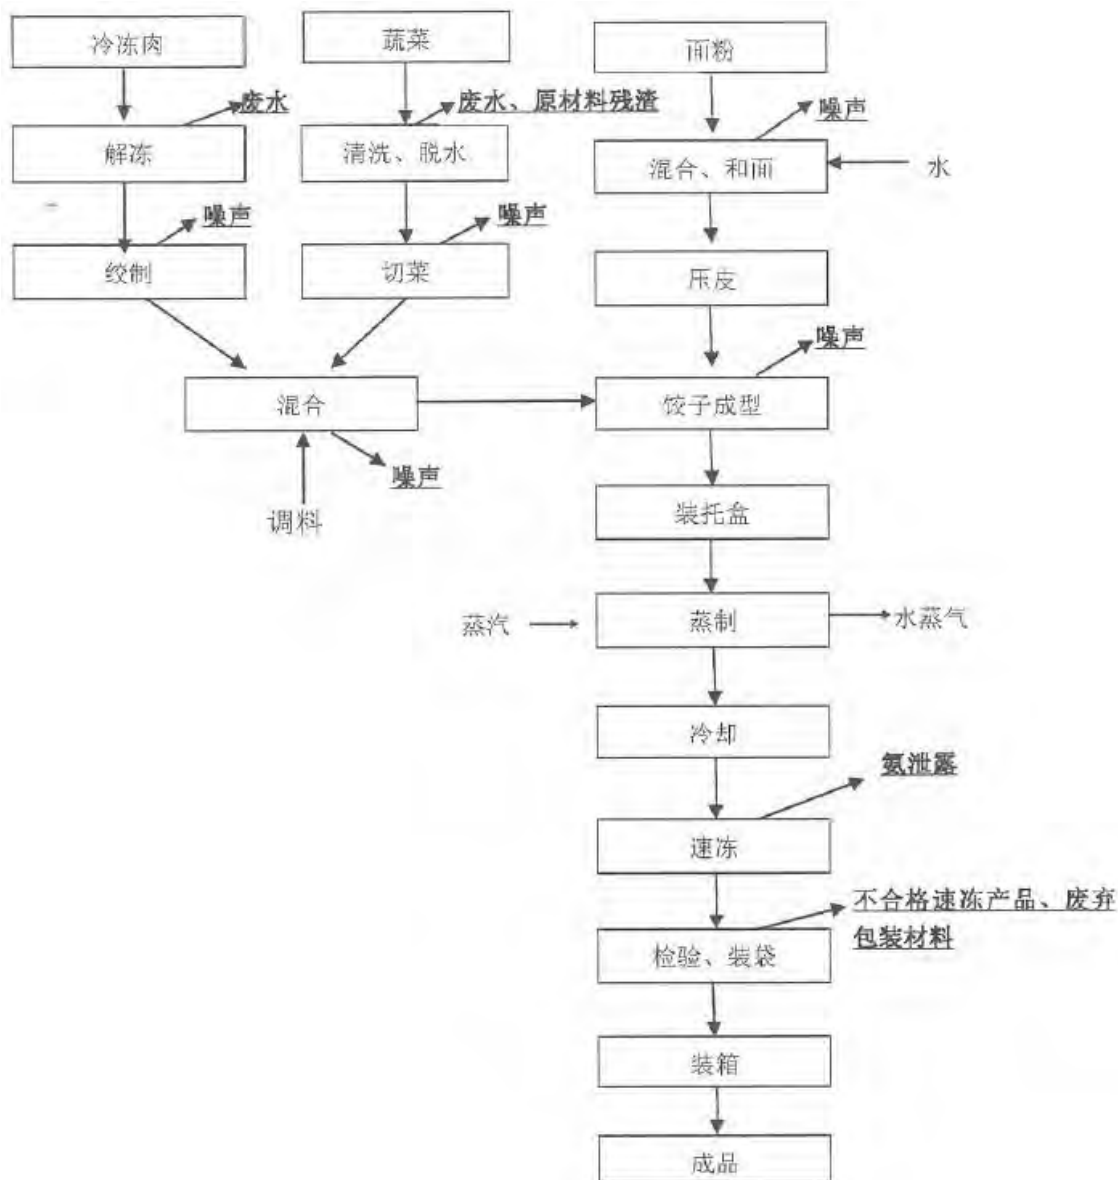 冷冻肉
蔬菜
面粉
废水
废水、原材料残渣
噪声
解冻
清洗、脱水
混合、和面
水
噪声
噪声
绞制
切菜
压皮
噪声
混合
饺子成型
噪声
装托盒
调料
蒸汽
蒸制
水蒸气
冷却
氨泄露
速冻
不合格速冻产品、废弃
包装材料
检验、装袋
装箱
成品